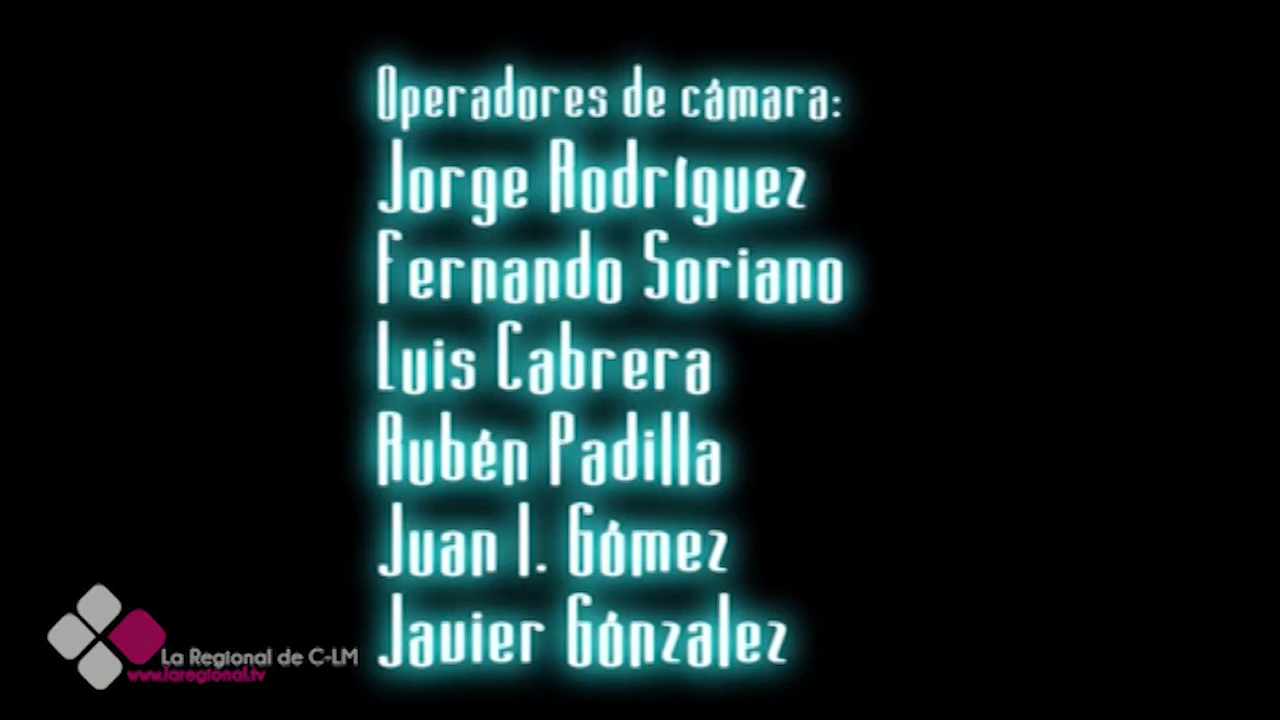 Operadores de cámara:
Jorge Rodríguez
Fernando Soriano
Luis Cabrera
Rubén Padilla
Juan I. Gómez
Javier Gónzalez
La Regional de C-LM
www.laregional.tv